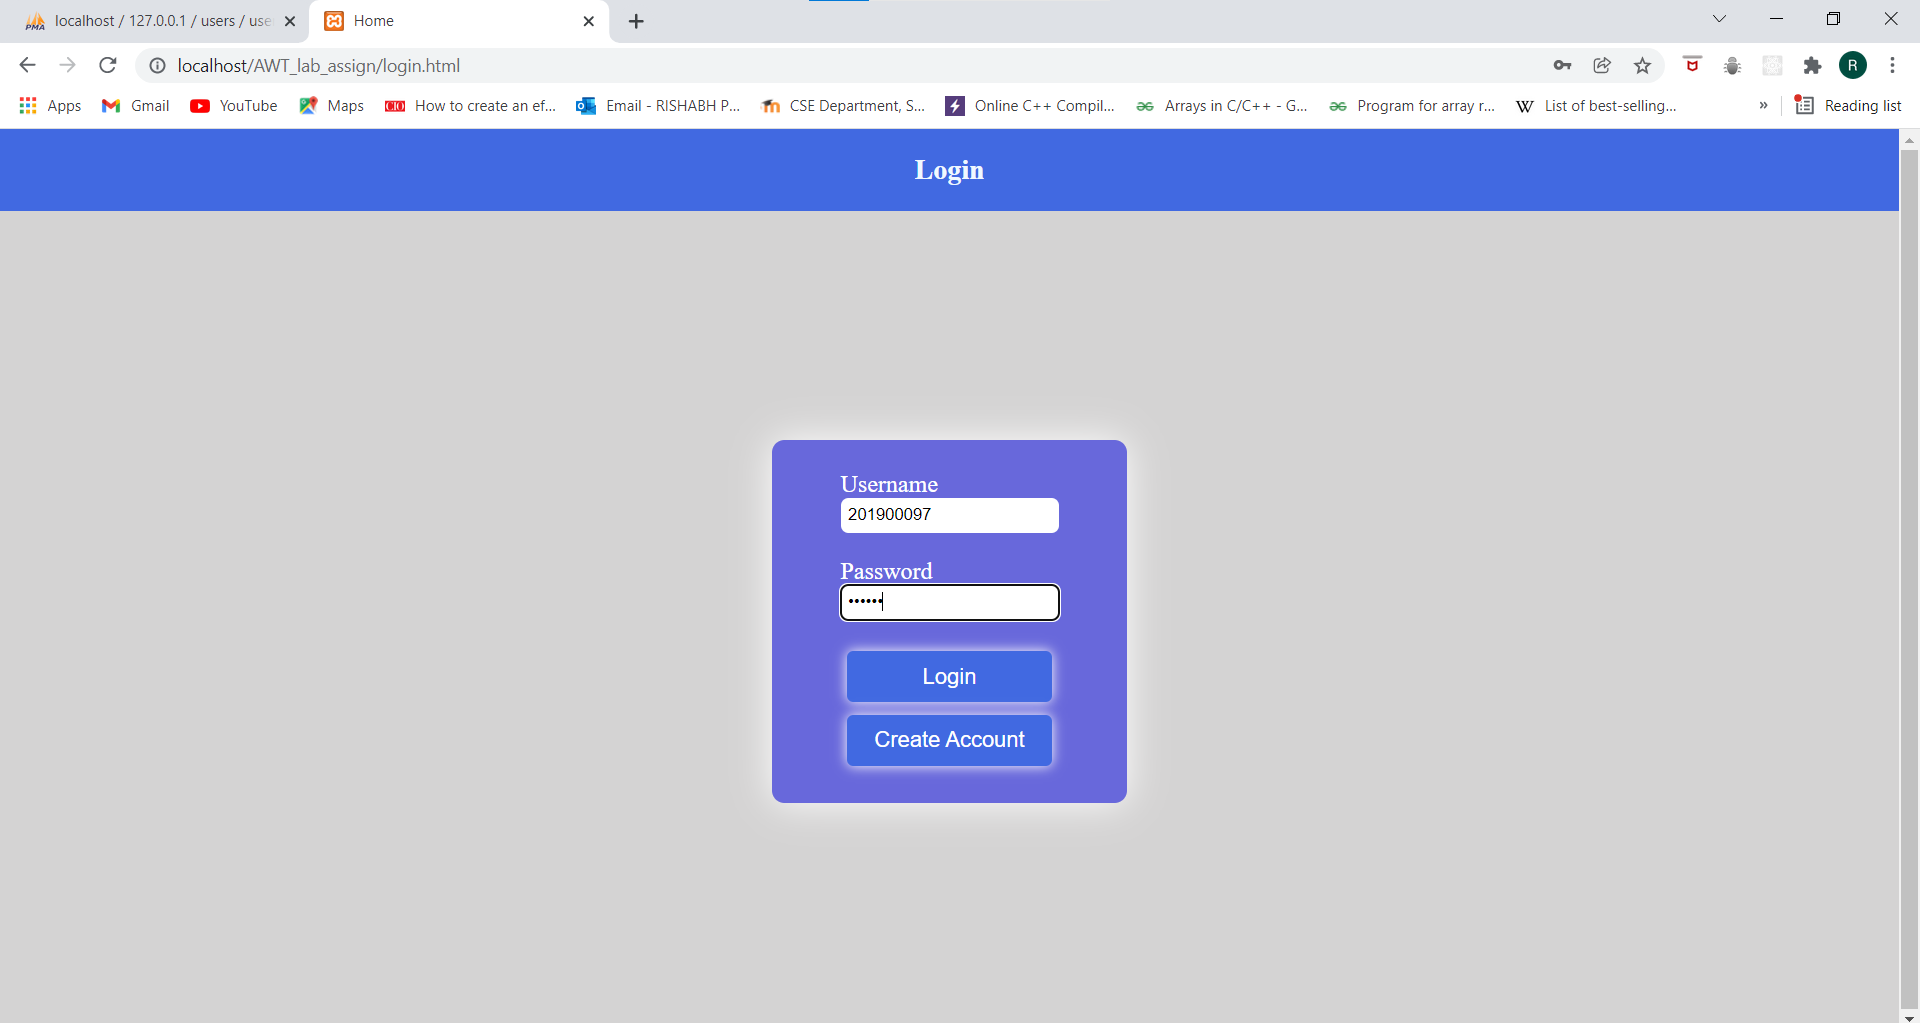 localhost / 127.0.0.1 / users / use
Home
localhost/AWT_lab_assign/login.html
R
Apps
Gmail
YouTube
Maps
CIO
How to create an ef...
Email - RISHABH P...
CSE Department, S...
Online C++ Compil...
Arrays in C/C++ - G...
Program for array r...
W
List of best-selling...
»
Reading list
Login
Username
201900097
Password
••••••
Login
Create Account